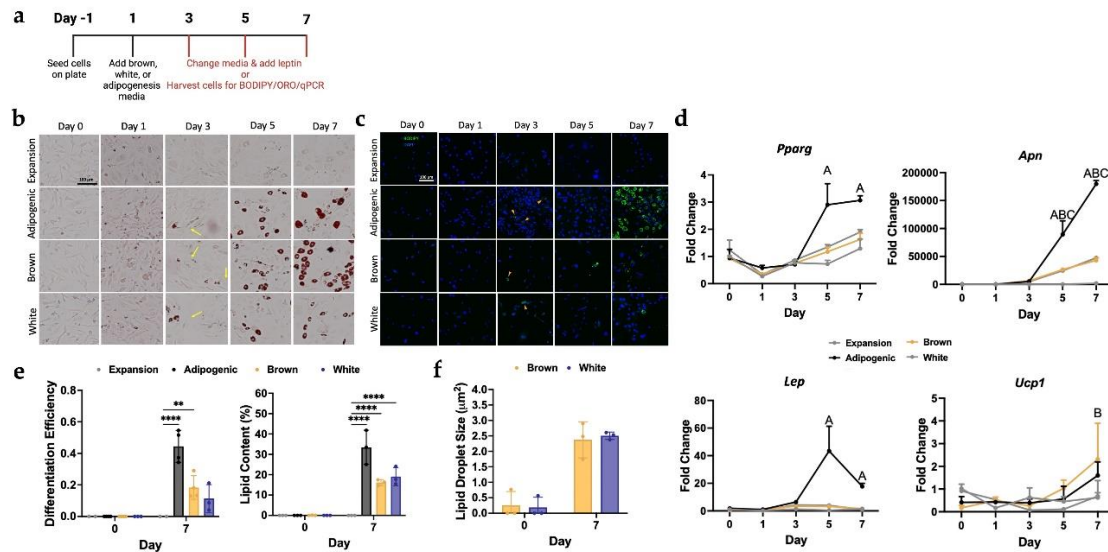 a
Day -1 1 3 5 7
Seed cells
on plate
Add brown,
white, or
adipogenesis
media
Change media & add leptin
or
Harvest cells for BODIPY/ORO/qPCR
b
Day 0 Day 1 Day 3 Day 5 Day 7
Expansion
100 µm
Adipogenic
Brown
White
c
Day 0 Day 1 Day 3 Day 5 Day 7
Expansion
100 µm
Adipogenic
Brown
White
d
Pparg
Fold Change
4
3
2
1
0
A A
0 1 3 5 7
Day
Apn
Fold Change
200000
150000
100000
50000
0
ABC ABC
0 1 3 5 7
Day
Expansion Brown
Adipogenic White
Lep
Fold Change
80
60
40
20
0
A A
0 1 3 5 7
Day
Ucp1
Fold Change
5
4
3
2
1
0
B
0 1 3 5 7
Day
e
Expansion Adipogenic Brown White
Differentiation Efficiency
0.8
0.6
0.4
0.2
0.0
**
****
0 7
Day
Lipid Content (%)
60
50
40
30
20
10
0
****
****
****
0 7
Day
f
Brown White
Lipid Droplet Size (µm²)
4.0
3.5
3.0
2.5
2.0
1.5
1.0
0.5
0.0
0 7
Day